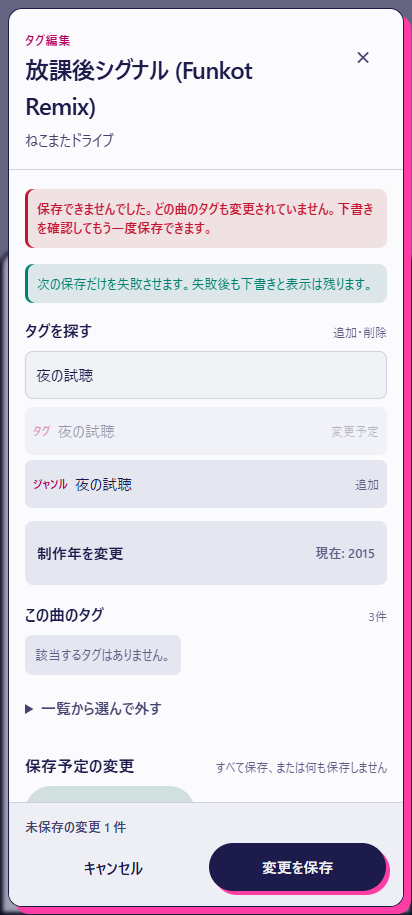 タグ編集
放課後シグナル (Funkot
Remix)
ねこまたドライブ
保存できませんでした。どの曲のタグも変更されていません。下書き
を確認してもう一度保存できます。
次の保存だけを失敗させます。失敗後も下書きと表示は残ります。
タグを探す
追加・削除
夜の試聴
タグ 夜の試聴 変更予定
ジャンル 夜の試聴 追加
制作年を変更 現在: 2015
この曲のタグ 3件
該当するタグはありません。
▶ 一覧から選んで外す
保存予定の変更 すべて保存、または何も保存しません
未保存の変更 1 件
キャンセル 変更を保存